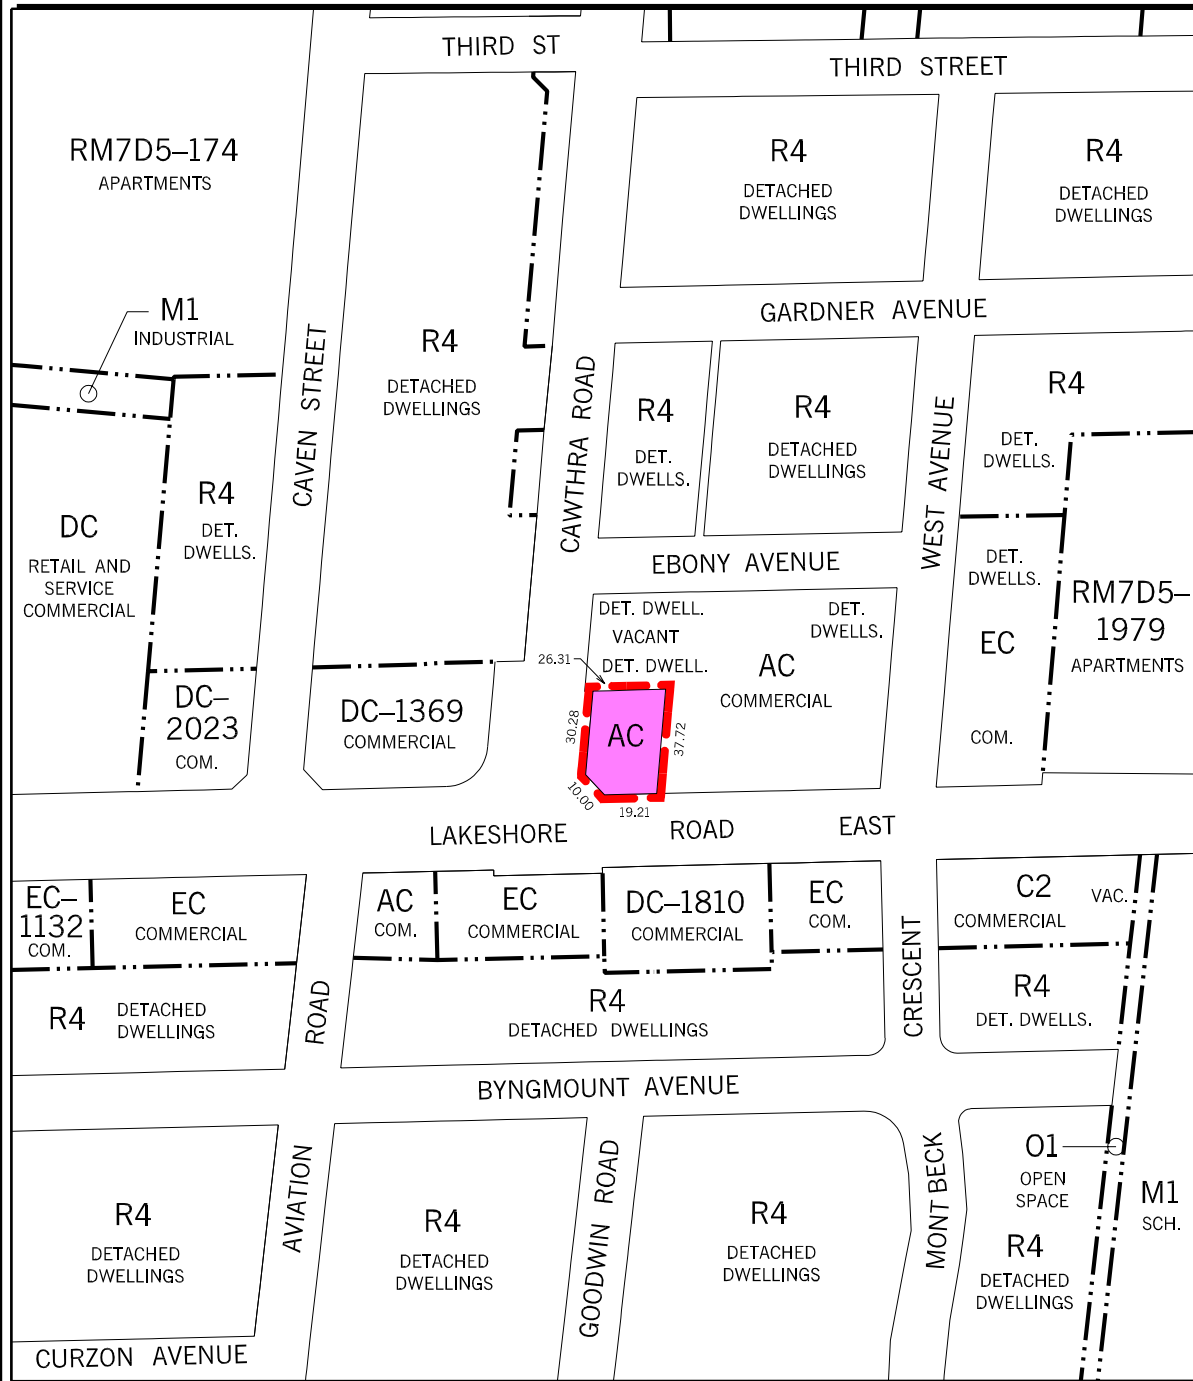 THIRD ST
THIRD STREET
RM7D5–174
APARTMENTS
R4
DETACHED
DWELLINGS
R4
DETACHED
DWELLINGS
M1
INDUSTRIAL
GARDNER AVENUE
CAVEN STREET
R4
DETACHED
DWELLINGS
CAWTHRA ROAD
R4
DET.
DWELLS.
R4
DETACHED
DWELLINGS
WEST AVENUE
R4
DET.
DWELLS.
R4
DET.
DWELLS.
DC
RETAIL AND
SERVICE
COMMERCIAL
EBONY AVENUE
DET.
DWELLS.
EC
COM.
RM7D5–
1979
APARTMENTS
DET. DWELL.
VACANT
DET. DWELL.
DET.
DWELLS.
AC
COMMERCIAL
26.31
30.28
AC
37.72
10.00
19.21
DC–
2023
COM.
DC–1369
COMMERCIAL
LAKESHORE ROAD EAST
EC–
1132
COM.
EC
COMMERCIAL
AC
COM.
EC
COMMERCIAL
DC–1810
COMMERCIAL
EC
COM.
C2
COMMERCIAL
VAC.
CRESCENT
R4
DETACHED
DWELLINGS
ROAD
R4
DETACHED DWELLINGS
R4
DET. DWELLS.
BYNGMOUNT AVENUE
R4
DETACHED
DWELLINGS
AVIATION
R4
DETACHED
DWELLINGS
GOODWIN ROAD
R4
DETACHED
DWELLINGS
MONT BECK
O1
OPEN
SPACE
R4
DETACHED
DWELLINGS
M1
SCH.
CURZON AVENUE